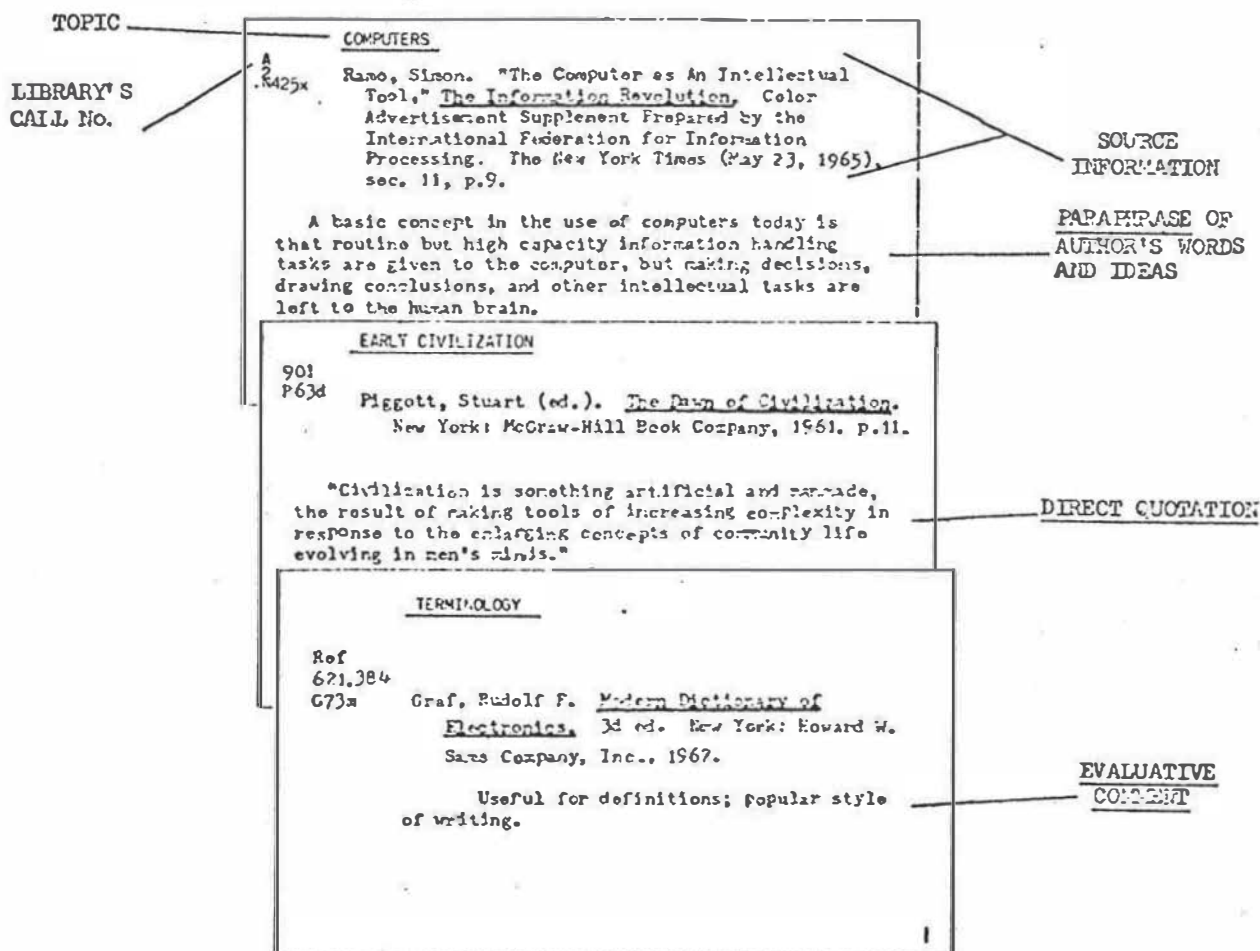 TOPIC
LIBRARY'S
CALL No.
COMPUTERS
A
2
.R425x
Ramo, Simon. "The Computer as An Intellectual
Tool," The Information Revolution, Color
Advertisement Supplement Prepared by the
International Federation for Information
Processing. The New York Times (May 23, 1965),
sec. 11, p.9.
SOURCE
INFORMATION
A basic concept in the use of computers today is
that routine but high capacity information handling
tasks are given to the computer, but making decisions,
drawing conclusions, and other intellectual tasks are
left to the human brain.
PARAPHRASE OF
AUTHOR'S WORDS
AND IDEAS
EARLY CIVILIZATION
901
P63d
Piggott, Stuart (ed.). The Dawn of Civilization.
New York: McGraw-Hill Book Company, 1961. p.11.
"Civilization is something artificial and manmade,
the result of making tools of increasing complexity in
response to the enlarging concepts of community life
evolving in men's minds."
DIRECT QUOTATION
TERMINOLOGY
Ref
621.384
G73m
Graf, Rudolf F. Modern Dictionary of
Electronics, 3d ed. New York: Howard W.
Sams Company, Inc., 1967.
Useful for definitions; popular style
of writing.
EVALUATIVE
COMMENT